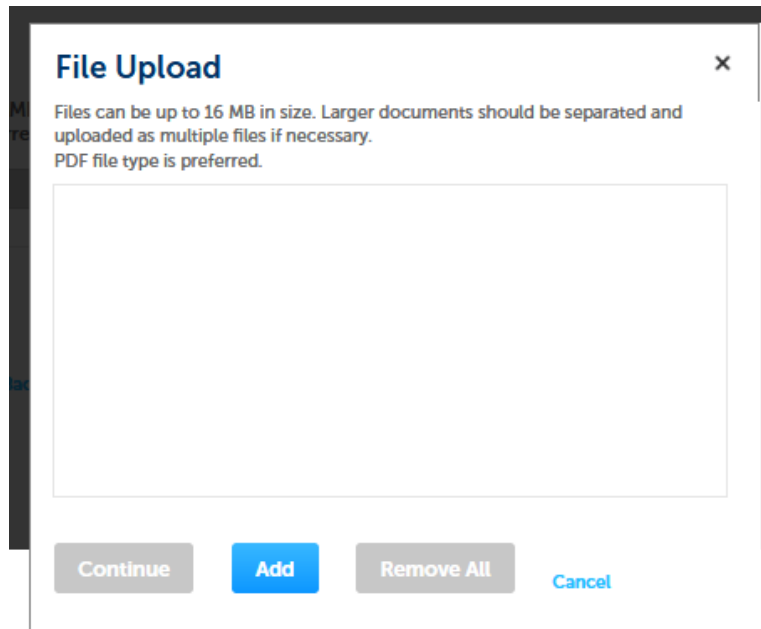 File Upload
×
Files can be up to 16 MB in size. Larger documents should be separated and
uploaded as multiple files if necessary.
PDF file type is preferred.
Continue
Add
Remove All
Cancel